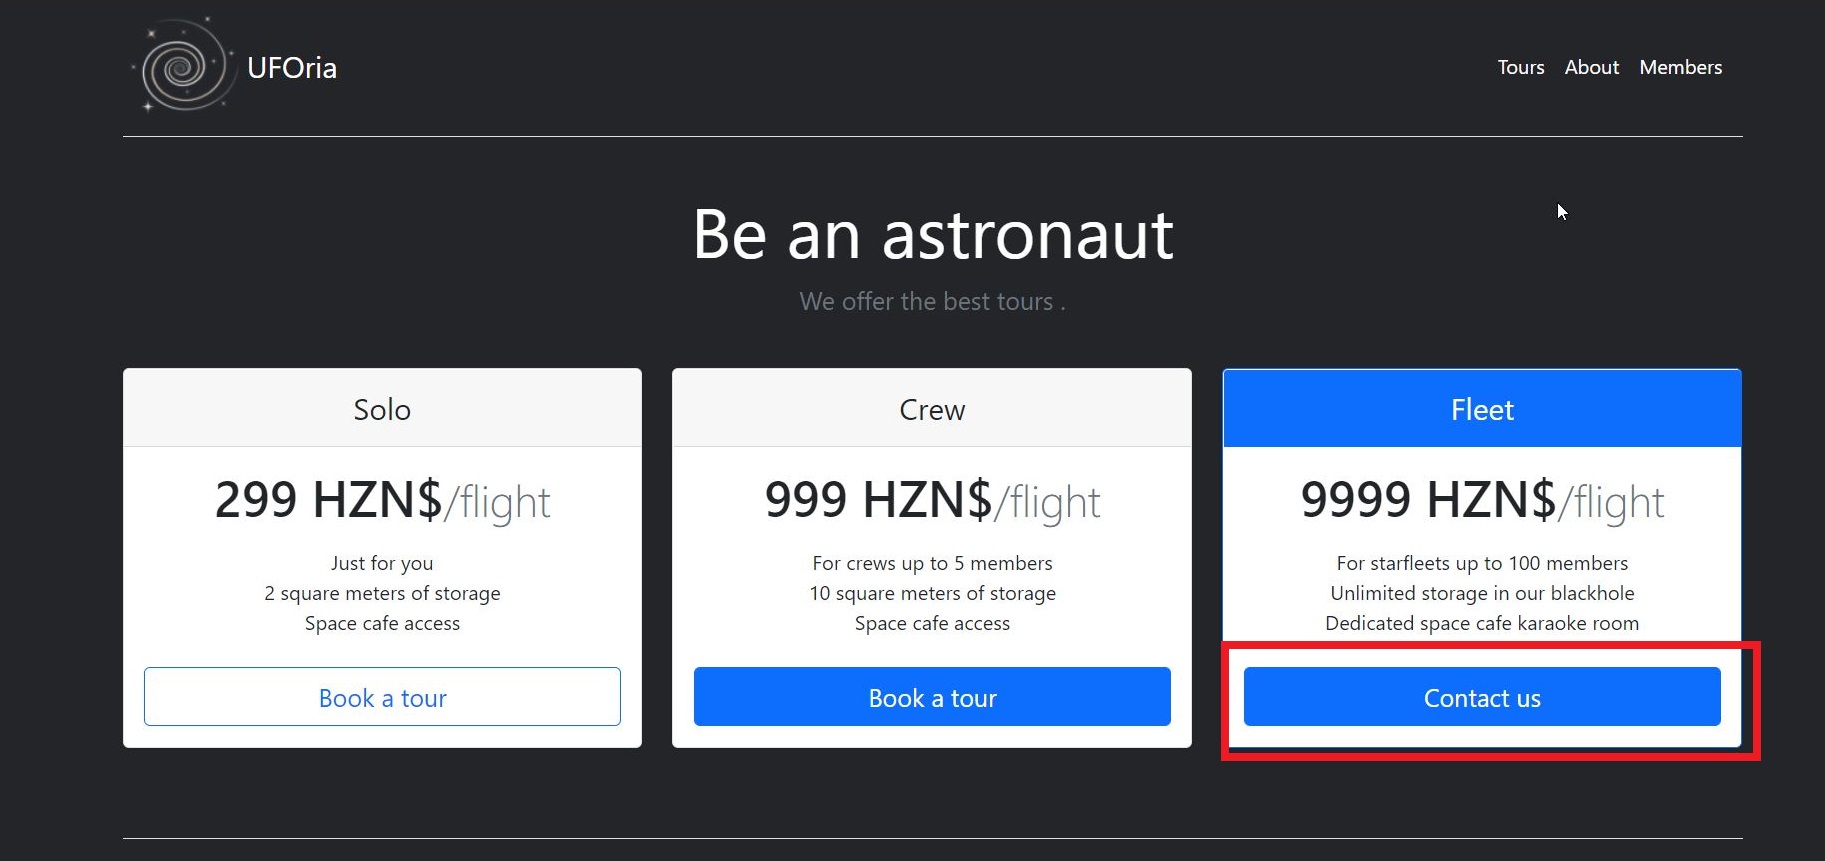 UFOria
Tours About Members
Be an astronaut
We offer the best tours .
Solo
299 HZN$/flight
Just for you
2 square meters of storage
Space cafe access
Book a tour
Crew
999 HZN$/flight
For crews up to 5 members
10 square meters of storage
Space cafe access
Book a tour
Fleet
9999 HZN$/flight
For starfleets up to 100 members
Unlimited storage in our blackhole
Dedicated space cafe karaoke room
Contact us